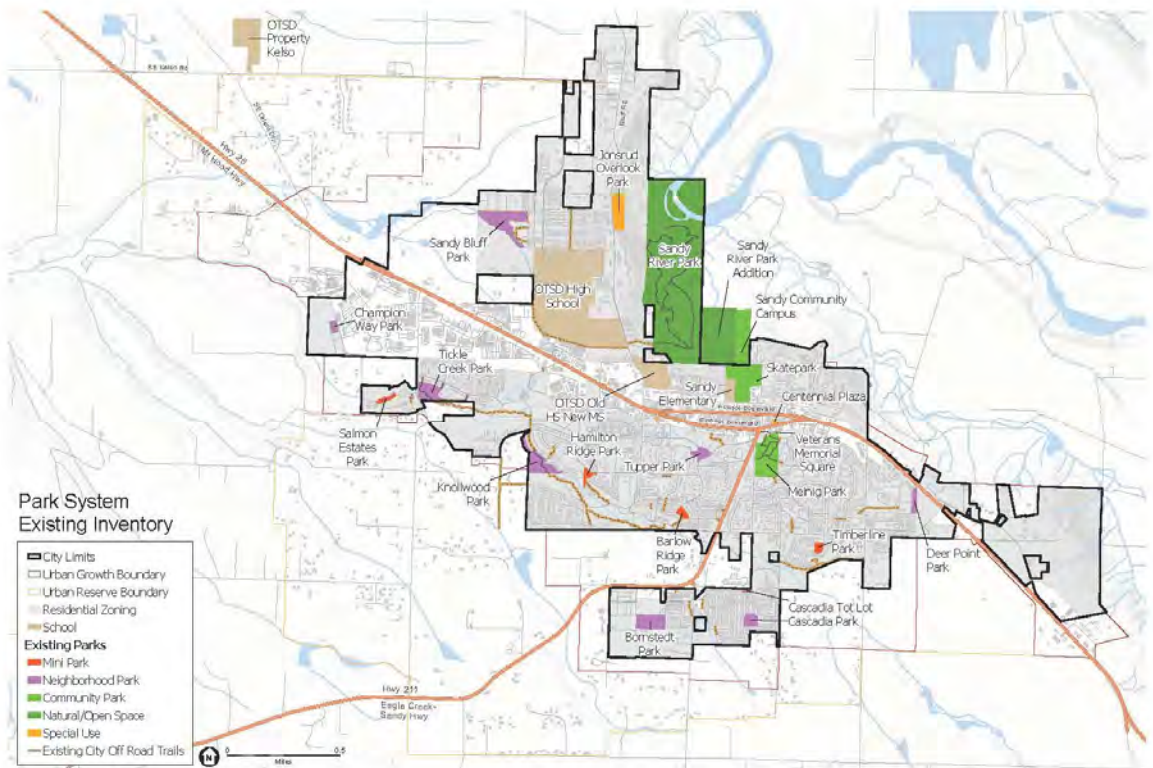 OTSD
Property
Kelso
Hwy 26
Mt Hood Hwy
Jonsrud
Overlook
Park
Sandy Bluff
Park
Sandy
River Park
Sandy
River Park
Addition
OTSD High
School
Sandy Community
Campus
Champion
Way Park
Tickle
Creek Park
Skatepark
Sandy
Elementary
Centennial Plaza
OTSD Old
HS New MS
Salmon
Estates
Park
Hamilton
Ridge Park
Tupper Park
Veterans
Memorial
Square
Knollwood
Park
Meinig Park
Barlow
Ridge
Park
Timberline
Park
Deer Point
Park
Cascadia Tot Lot
Cascadia Park
Bornstedt
Park
Hwy 211
Eagle Creek-
Sandy Hwy
Park System
Existing Inventory
City Limits
Urban Growth Boundary
Urban Reserve Boundary
Residential Zoning
School
Existing Parks
Mini Park
Neighborhood Park
Community Park
Natural/Open Space
Special Use
Existing City Off Road Trails
N
0 0.5
Miles